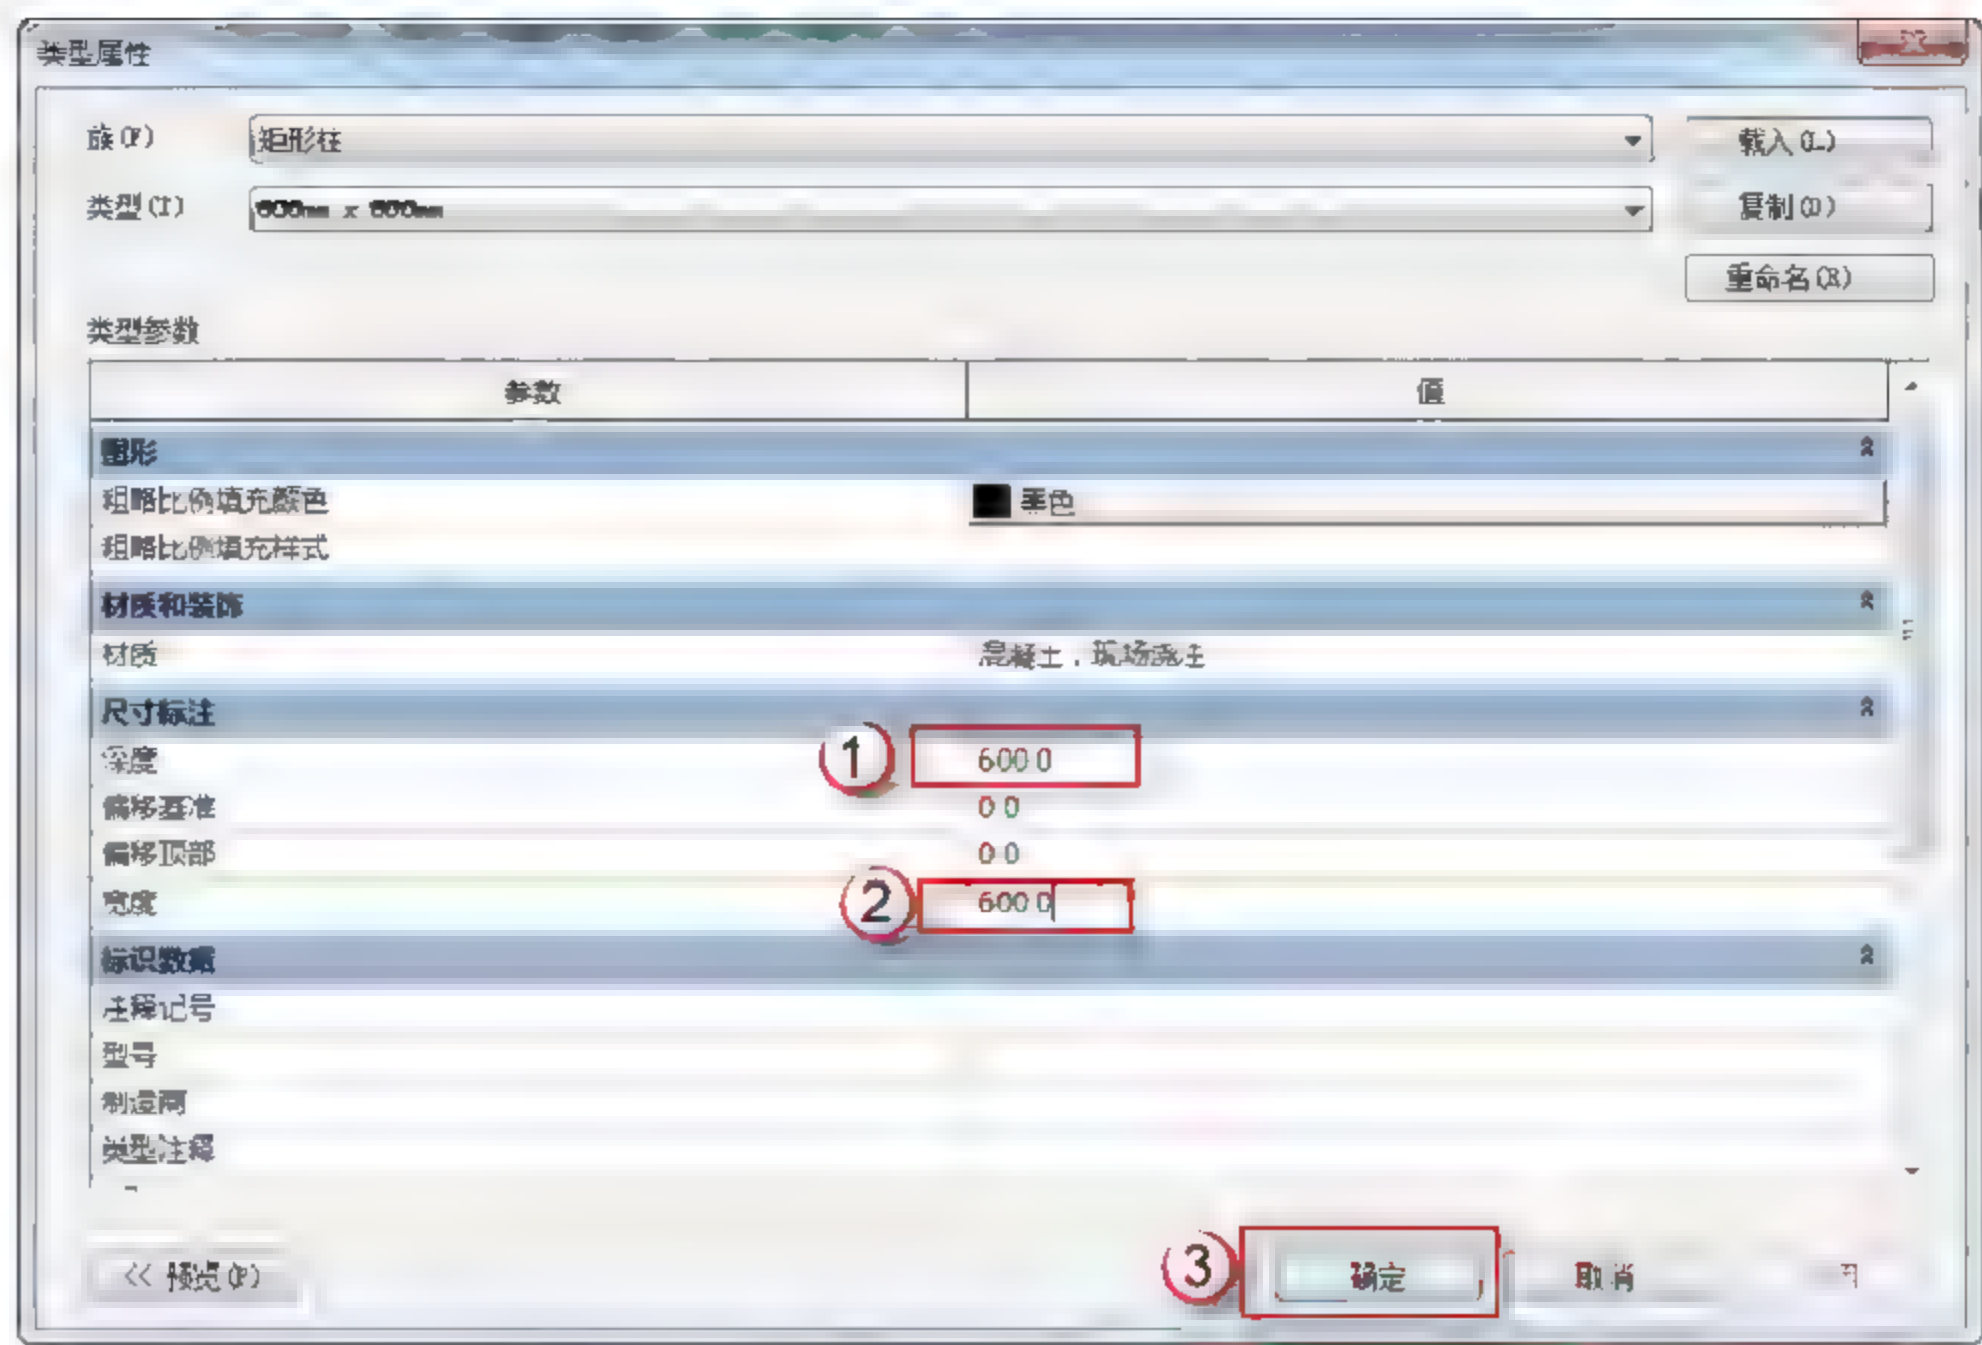 类型属性
族(F) 矩形柱 载入(L)
类型(T) 600mm x 600mm 复制(D)
重命名(R)
类型参数
参数 值
图形
粗略比例填充颜色 黑色
粗略比例填充样式
材质和装饰
材质 混凝土，现场浇注
尺寸标注
深度 ① 600 0
偏移基准 0 0
偏移顶部 0 0
宽度 ② 600 0
标识数据
注释记号
型号
制造商
类型注释
<< 预览(P) ③ 确定 取消